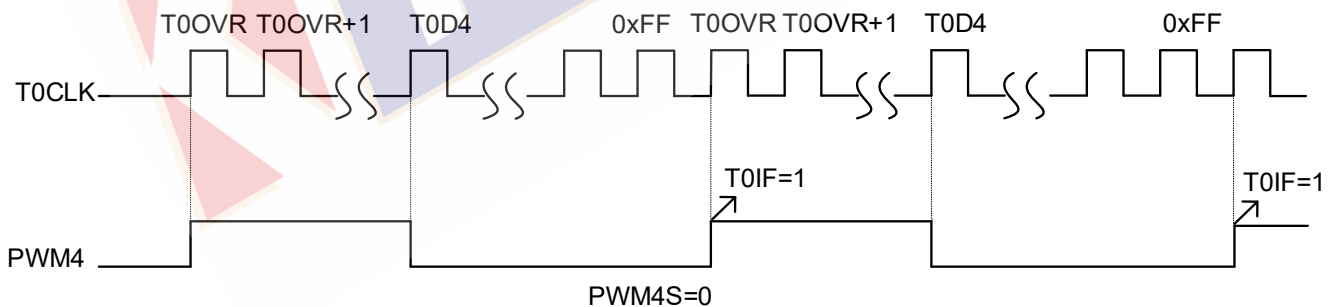 T0OVR T0OVR+1 T0D4 0xFF T0OVR T0OVR+1 T0D4 0xFF
T0CLK
T0IF=1 T0IF=1
PWM4
PWM4S=0